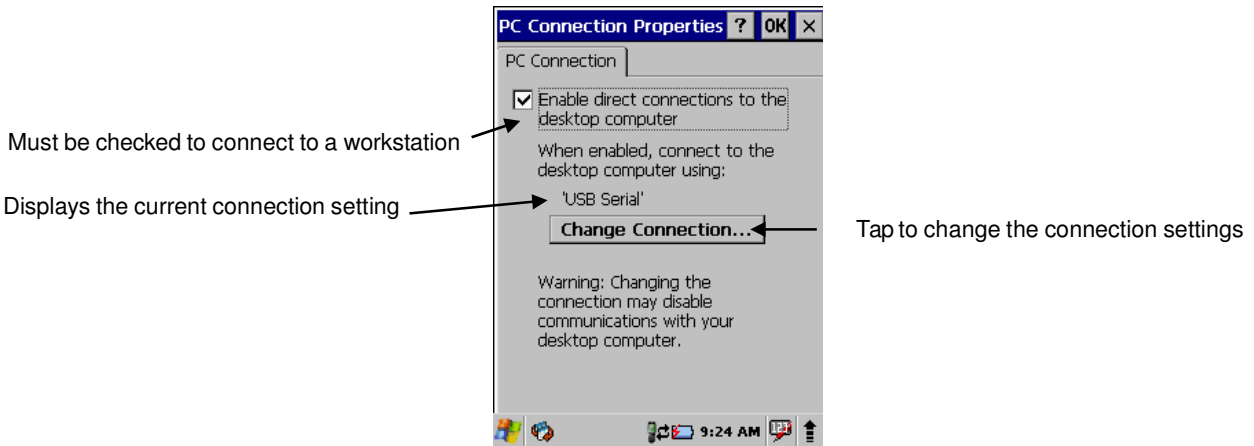 PC Connection Properties ? OK ×
PC Connection
Enable direct connections to the
desktop computer
Must be checked to connect to a workstation
When enabled, connect to the
desktop computer using:
Displays the current connection setting
'USB Serial'
Change Connection...
Tap to change the connection settings
Warning: Changing the
connection may disable
communications with your
desktop computer.
9:24 AM